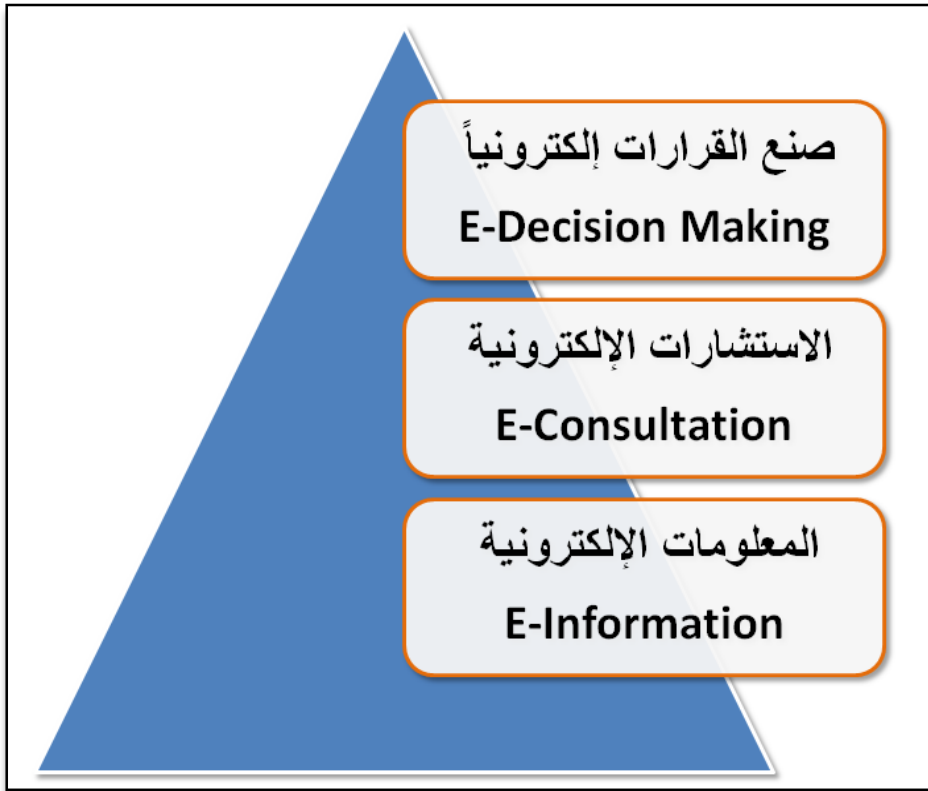 صنع القرارات إلكترونياً
E-Decision Making
الاستشارات الإلكترونية
E-Consultation
المعلومات الإلكترونية
E-Information